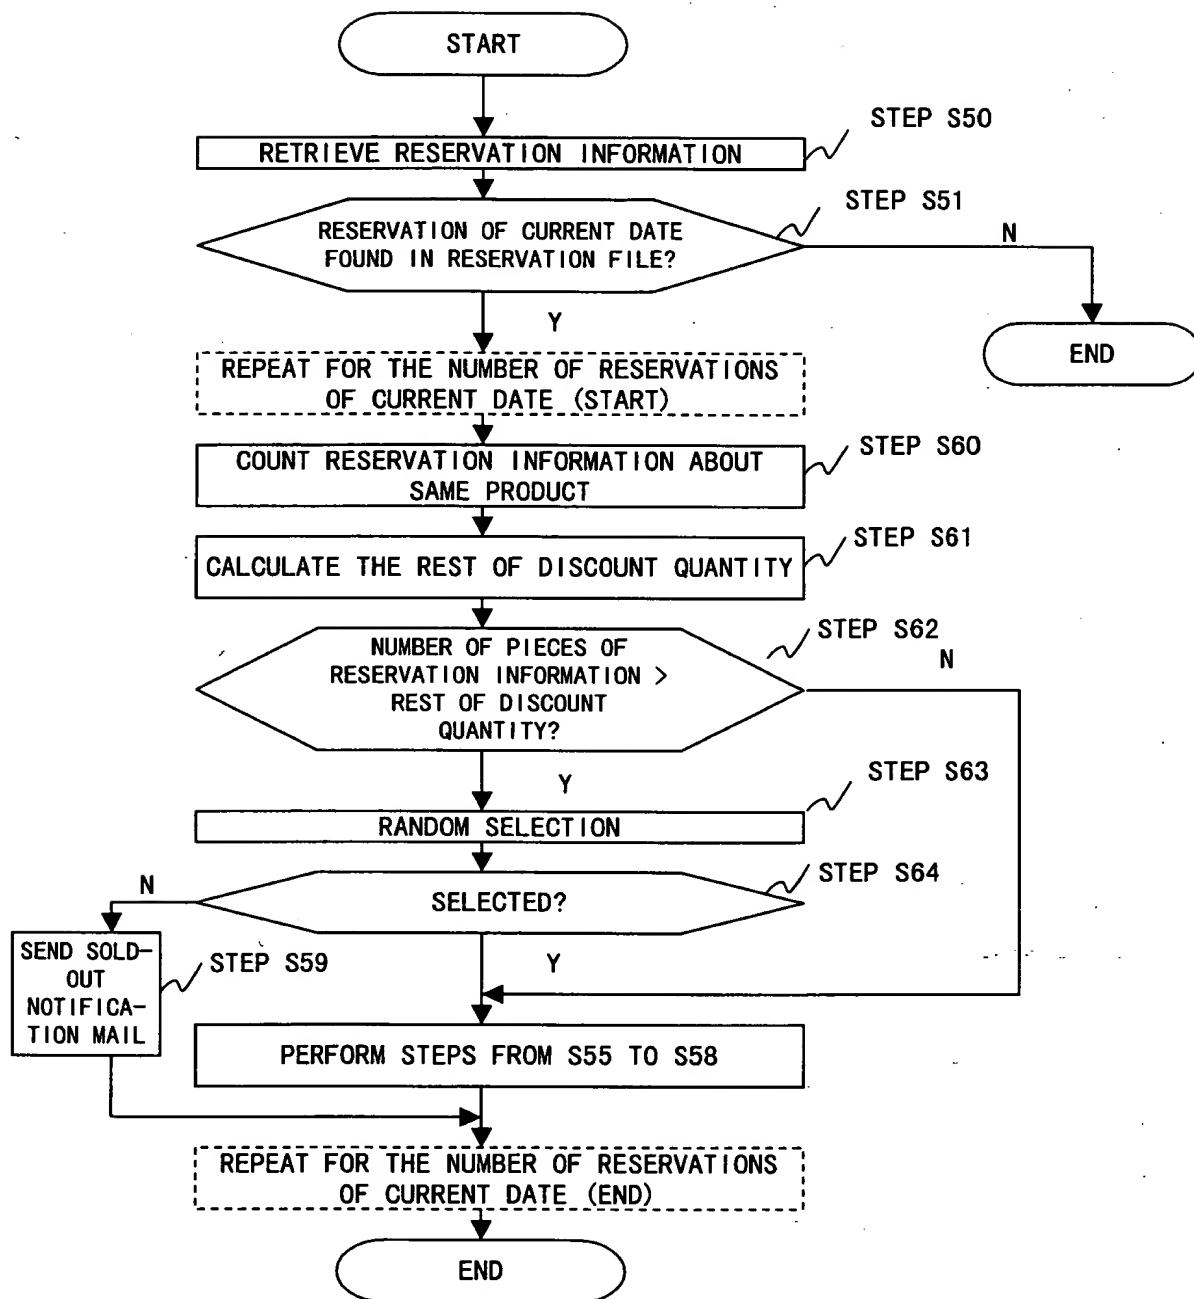 START
STEP S50
RETRIEVE RESERVATION INFORMATION
STEP S51
RESERVATION OF CURRENT DATE
FOUND IN RESERVATION FILE?
N
Y
END
REPEAT FOR THE NUMBER OF RESERVATIONS
OF CURRENT DATE (START)
STEP S60
COUNT RESERVATION INFORMATION ABOUT
SAME PRODUCT
STEP S61
CALCULATE THE REST OF DISCOUNT QUANTITY
STEP S62
NUMBER OF PIECES OF
RESERVATION INFORMATION >
REST OF DISCOUNT
QUANTITY?
N
Y
STEP S63
RANDOM SELECTION
STEP S64
N
SELECTED?
SEND SOLD-
OUT
NOTIFICA-
TION MAIL
STEP S59
Y
PERFORM STEPS FROM S55 TO S58
REPEAT FOR THE NUMBER OF RESERVATIONS
OF CURRENT DATE (END)
END